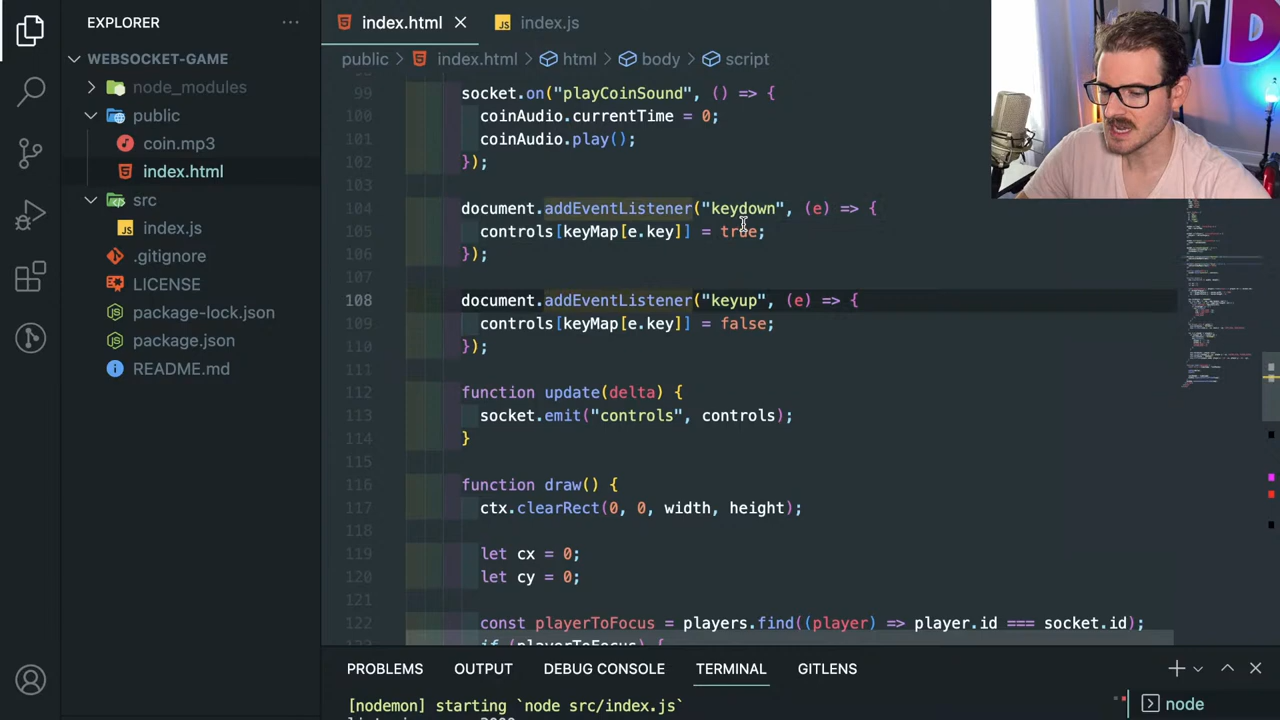 EXPLORER
WEBSOCKET-GAME
node_modules
public
coin.mp3
index.html
src
index.js
.gitignore
LICENSE
package-lock.json
package.json
README.md
index.html
JS index.js
public > index.html > html > body > script
99 socket.on("playCoinSound", () => {
100 coinAudio.currentTime = 0;
101 coinAudio.play();
102 });
103
104 document.addEventListener("keydown", (e) => {
105 controls[keyMap[e.key]] = true;
106 });
107
108 document.addEventListener("keyup", (e) => {
109 controls[keyMap[e.key]] = false;
110 });
111
112 function update(delta) {
113 socket.emit("controls", controls);
114 }
115
116 function draw() {
117 ctx.clearRect(0, 0, width, height);
118
119 let cx = 0;
120 let cy = 0;
121
122 const playerToFocus = players.find((player) => player.id === socket.id);
if (playerToFocus) {
PROBLEMS OUTPUT DEBUG CONSOLE TERMINAL GITLENS
[nodemon] starting `node src/index.js`
node